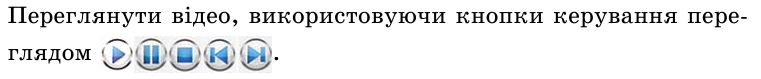 Переглянути відео, використовуючи кнопки керування пере-
глядом .